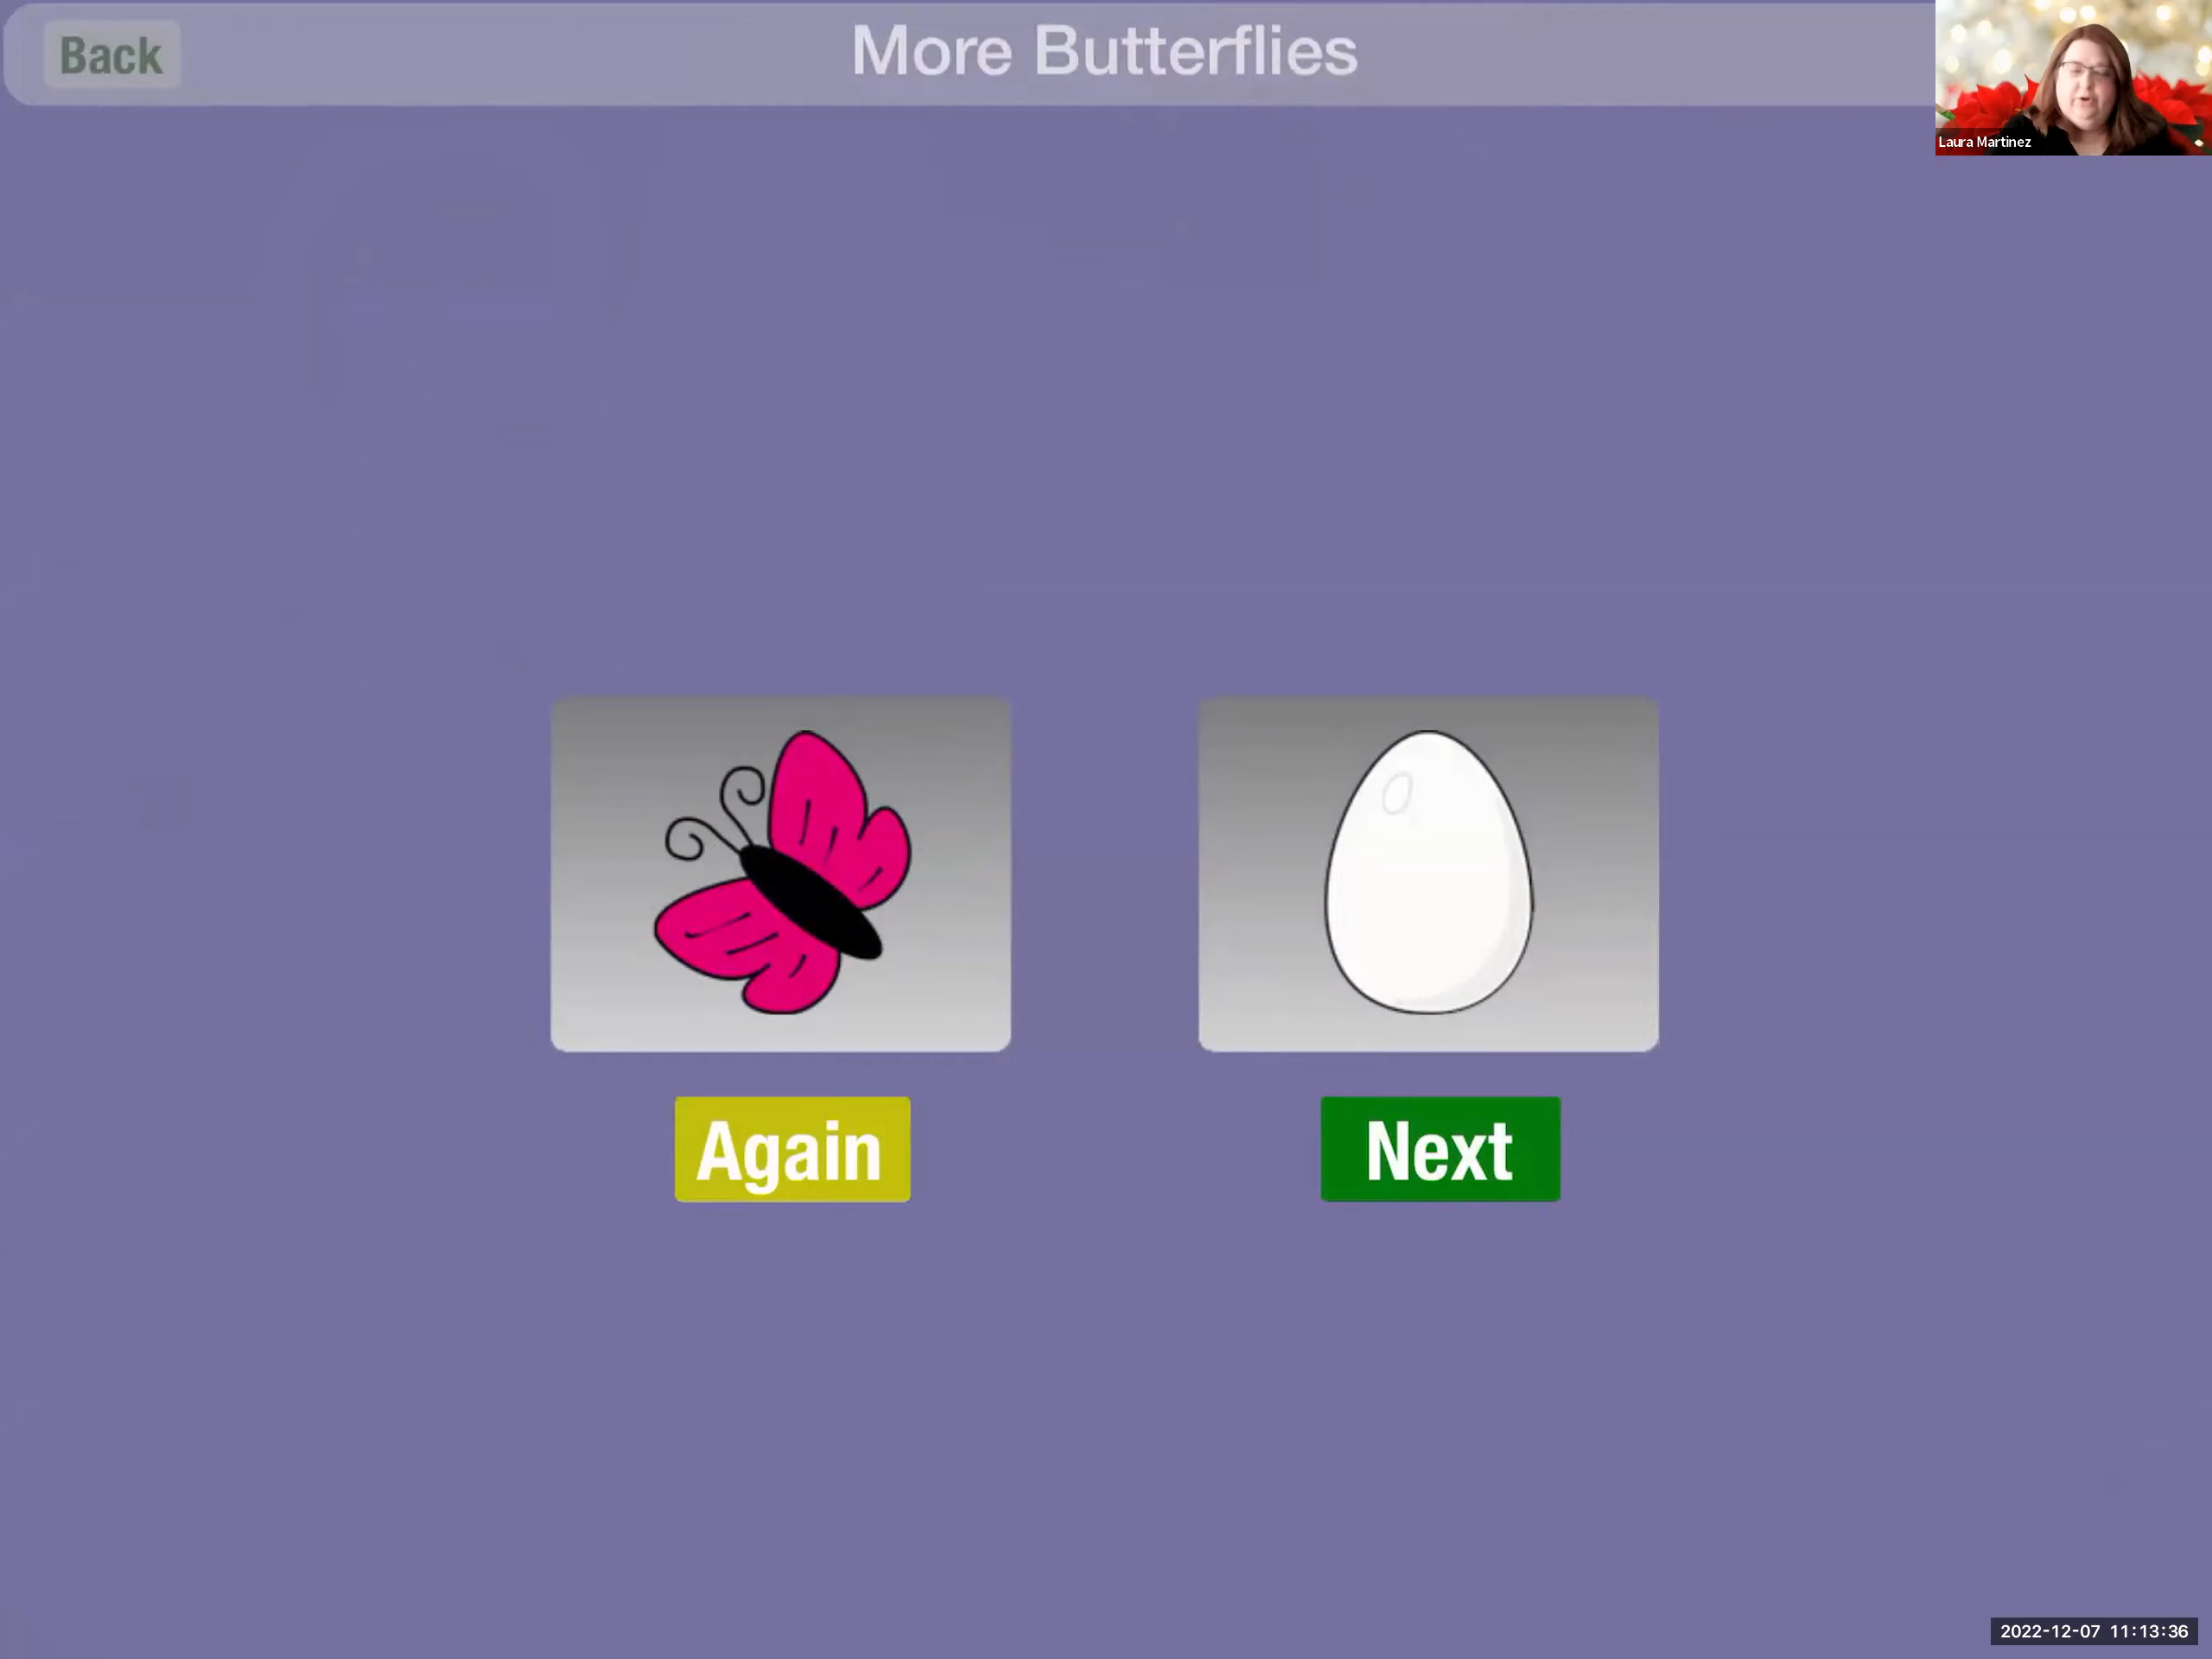 Back
More Butterflies
Laura Martinez
Again
Next
2022-12-07 11:13:36